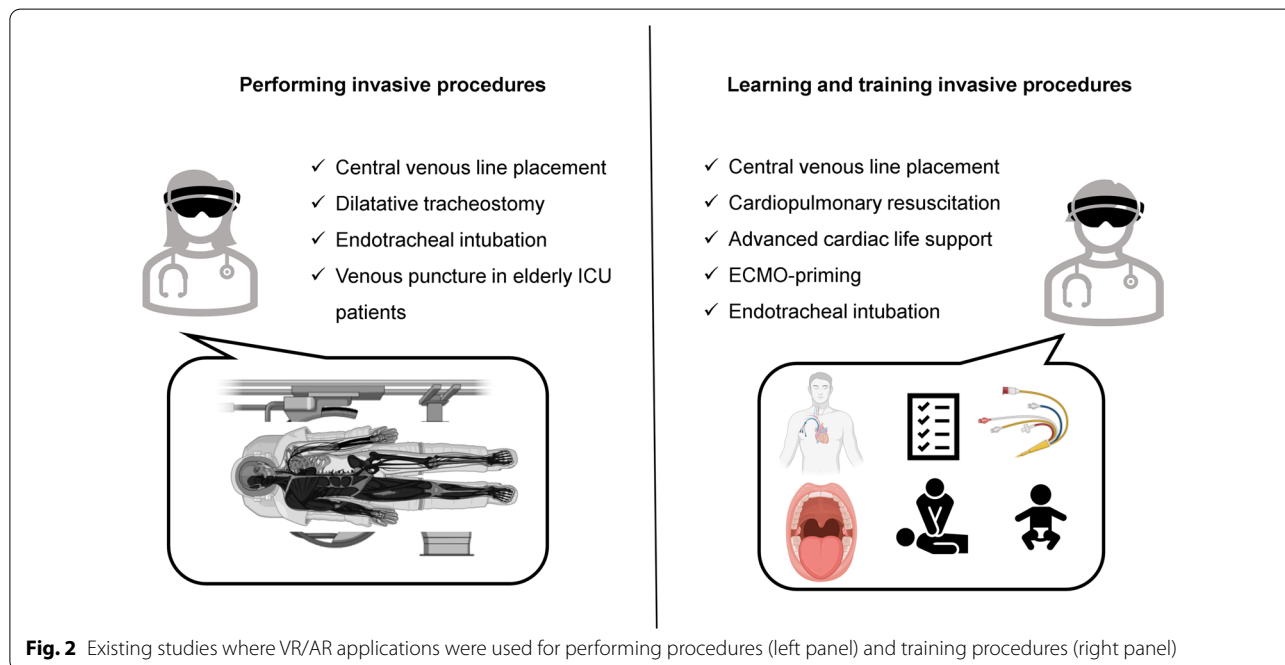 Performing invasive procedures
✓ Central venous line placement
✓ Dilatative tracheostomy
✓ Endotracheal intubation
✓ Venous puncture in elderly ICU
patients
Learning and training invasive procedures
✓ Central venous line placement
✓ Cardiopulmonary resuscitation
✓ Advanced cardiac life support
✓ ECMO-priming
✓ Endotracheal intubation
Fig. 2 Existing studies where VR/AR applications were used for performing procedures (left panel) and training procedures (right panel)